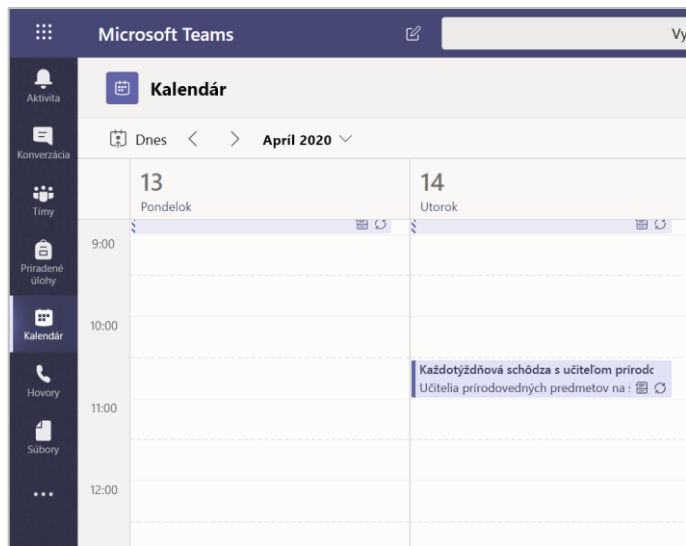 Microsoft Teams
Vy
Aktivita
Konverzácia
Tímy
Priradené
úlohy
Kalendár
Hovory
Súbory
Kalendár
Dnes
Apríl 2020
13
Pondelok
14
Utorok
9:00
10:00
Každotýždňová schôdza s učiteľom prírodc
Učitelia prírodovedných predmetov na
11:00
12:00